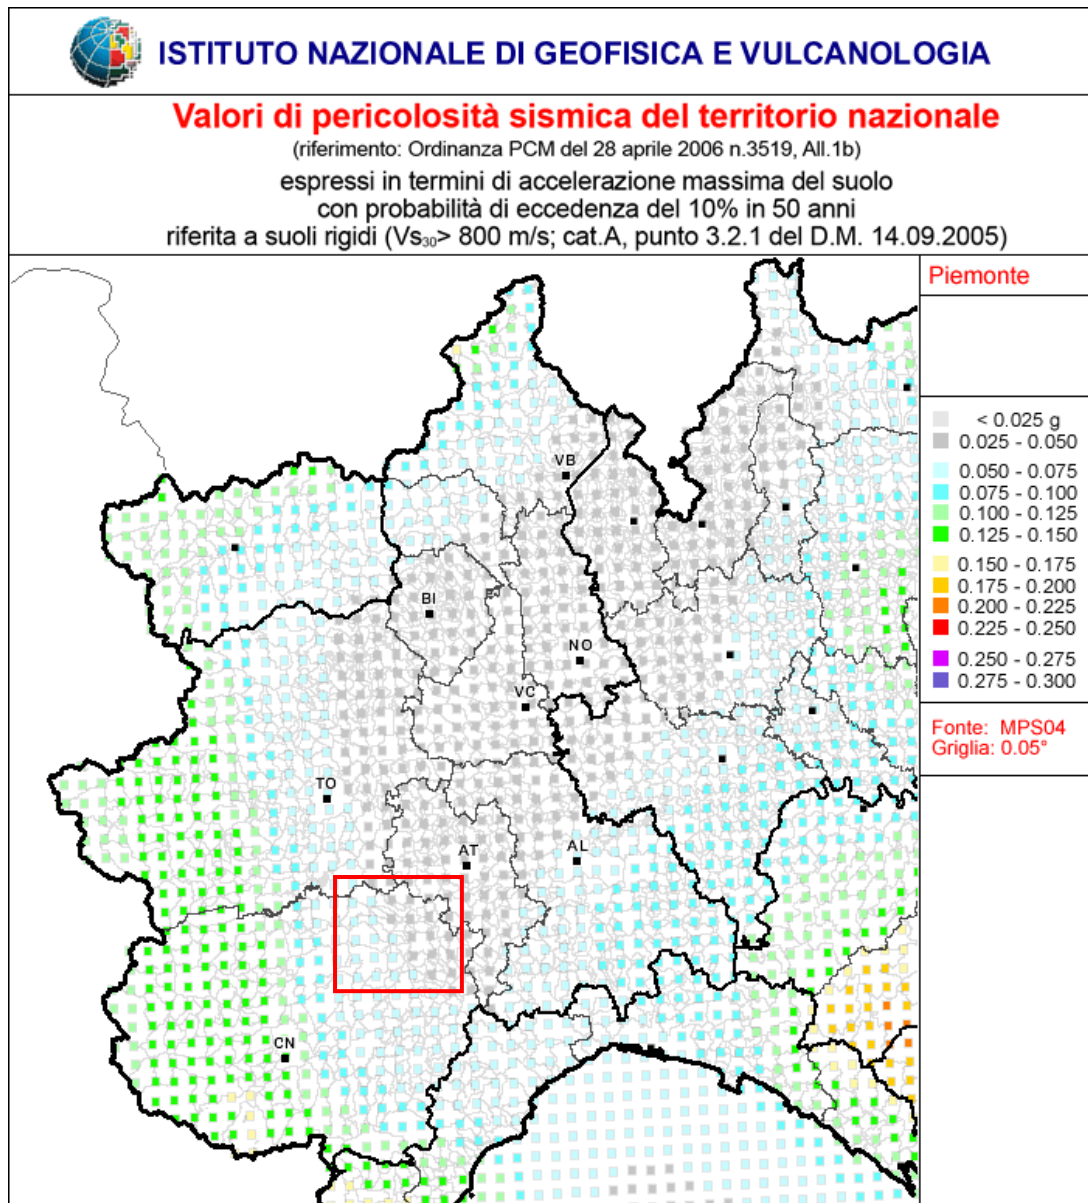 ISTITUTO NAZIONALE DI GEOFISICA E VULCANOLOGIA
Valori di pericolosità sismica del territorio nazionale
(riferimento: Ordinanza PCM del 28 aprile 2006 n.3519, All.1b)
espressi in termini di accelerazione massima del suolo
con probabilità di eccedenza del 10% in 50 anni
riferita a suoli rigidi (Vs30> 800 m/s; cat.A, punto 3.2.1 del D.M. 14.09.2005)
Piemonte
< 0.025 g
0.025 - 0.050
0.050 - 0.075
0.075 - 0.100
0.100 - 0.125
0.125 - 0.150
0.150 - 0.175
0.175 - 0.200
0.200 - 0.225
0.225 - 0.250
0.250 - 0.275
0.275 - 0.300
Fonte: MPS04
Griglia: 0.05°
VB
BI
NO
VC
TO
AT
AL
CN